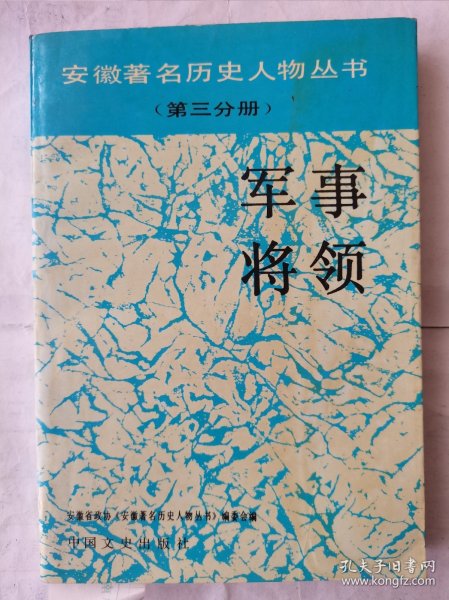 安徽著名历史人物丛书
（第三分册）
军事
将领
安徽省政协《安徽著名历史人物丛书》编委会编
中国文史出版社
孔夫子旧书网
www.kongfz.com